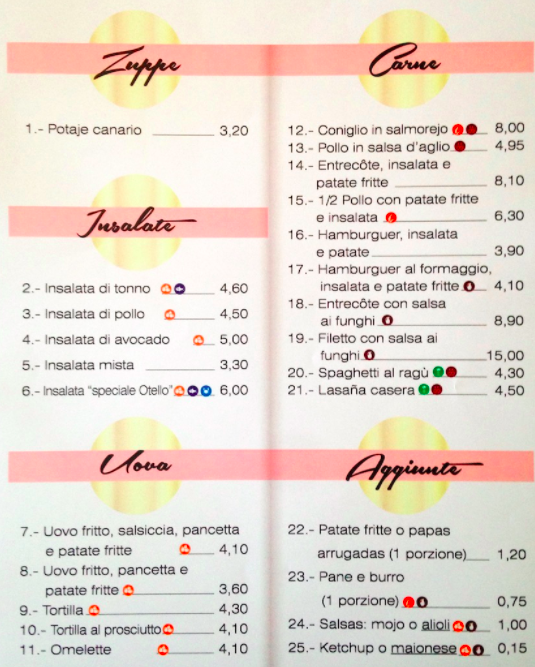 Zuppe
1.- Potaje canario 3,20
Insalate
2.- Insalata di tonno 4,60
3.- Insalata di pollo 4,50
4.- Insalata di avocado 5,00
5.- Insalata mista 3,30
6.- Insalata "speciale Otello" 6,00
Uova
7.- Uovo fritto, salsiccia, pancetta
e patate fritte 4,10
8.- Uovo fritto, pancetta e
patate fritte 3,60
9.- Tortilla 4,30
10.- Tortilla al prosciutto 4,10
11.- Omelette 4,10
Carne
12.- Coniglio in salmorejo 8,00
13.- Pollo in salsa d'aglio 4,95
14.- Entrecôte, insalata e
patate fritte 8,10
15.- 1/2 Pollo con patate fritte
e insalata 6,30
16.- Hamburguer, insalata
e patate 3,90
17.- Hamburguer al formaggio,
insalata e patate fritte 4,10
18.- Entrecôte con salsa
ai funghi 8,90
19.- Filetto con salsa ai
funghi 15,00
20.- Spaghetti al ragù 4,30
21.- Lasaña casera 4,50
Aggiunte
22.- Patate fritte o papas
arrugadas (1 porzione) 1,20
23.- Pane e burro
(1 porzione) 0,75
24.- Salsas: mojo o alioli 1,00
25.- Ketchup o maionese 0,15